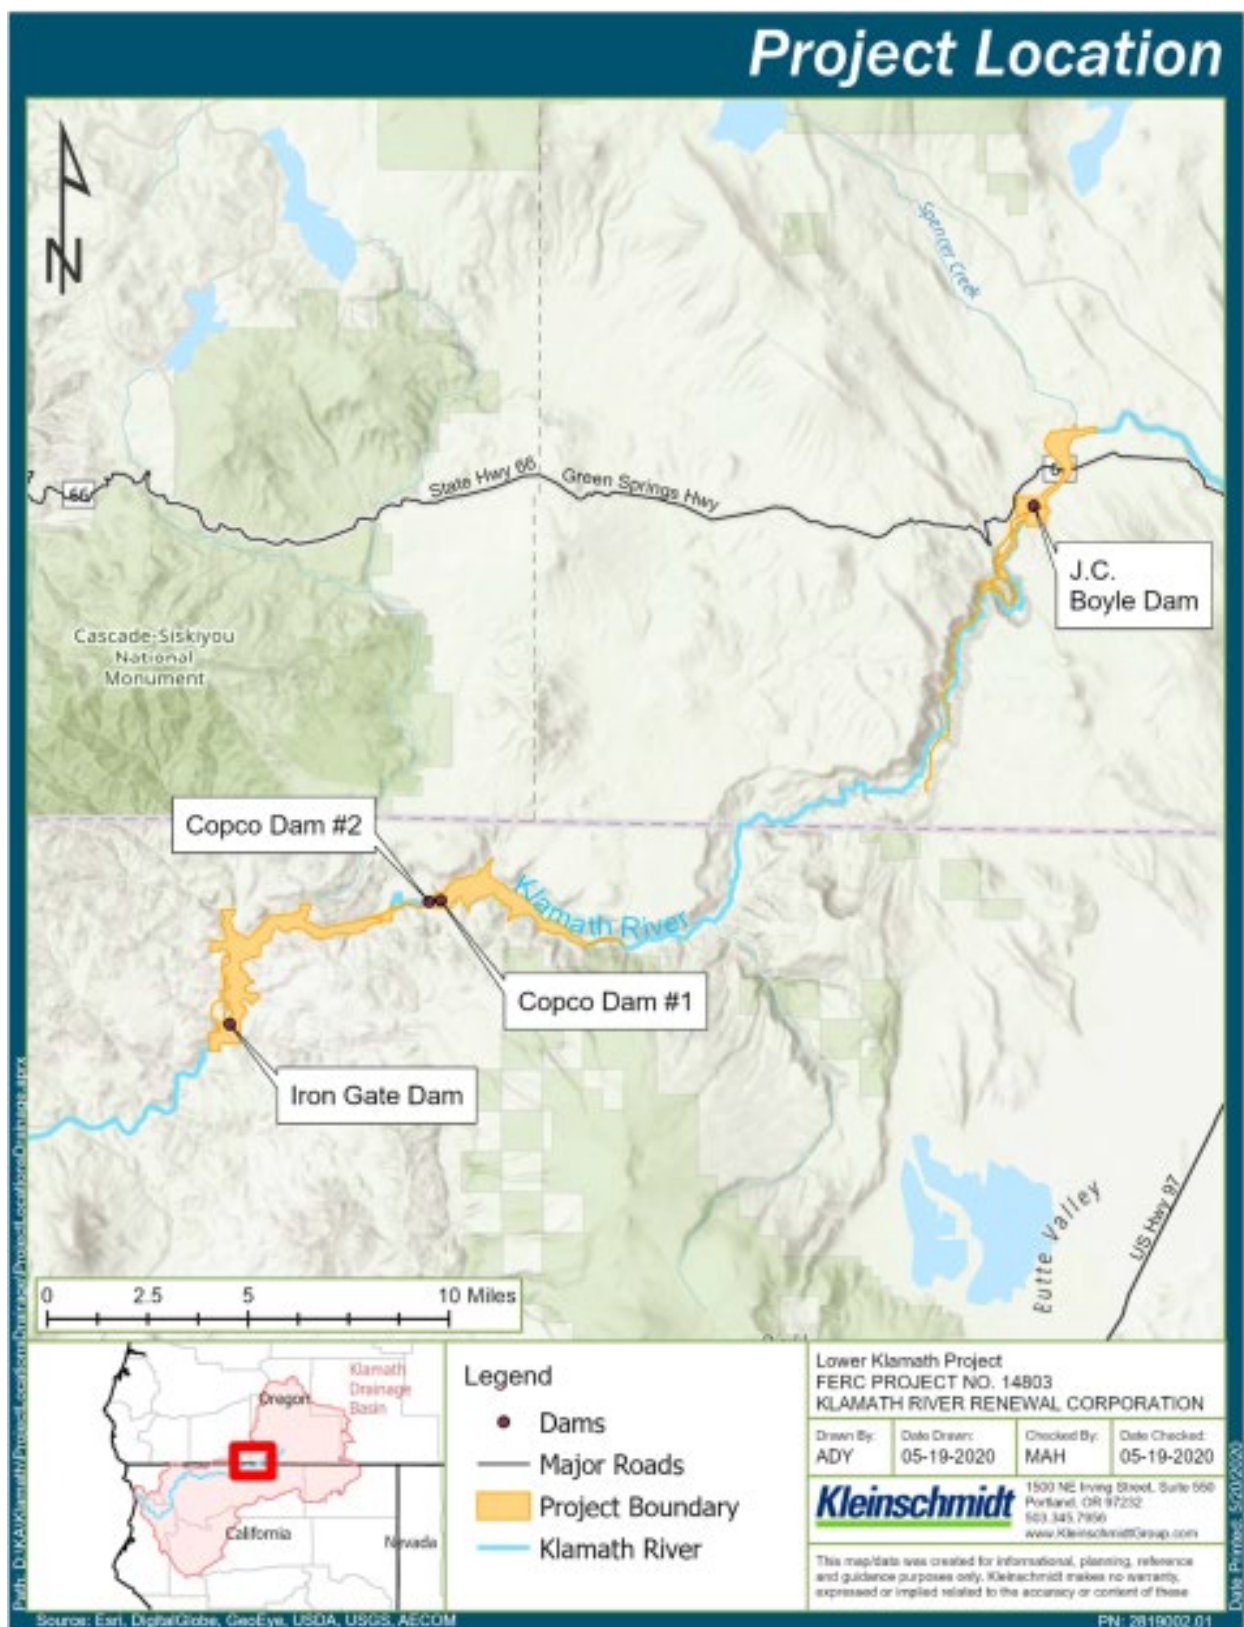 Project Location
N
Spencer Creek
State Hwy 66
Green Springs Hwy
66
J.C.
Boyle Dam
Cascade-Siskiyou
National
Monument
Copco Dam #2
Klamath River
Copco Dam #1
Iron Gate Dam
Butte Valley
US Hwy 97
0 2.5 5 10 Miles
Klamath
Drainage
Basin
Oregon
California
Nevada
Legend
Dams
Major Roads
Project Boundary
Klamath River
Lower Klamath Project
FERC PROJECT NO. 14803
KLAMATH RIVER RENEWAL CORPORATION
Drawn By: Date Drawn: Checked By: Date Checked:
ADY 05-19-2020 MAH 05-19-2020
Kleinschmidt
1500 NE Irving Street, Suite 550
Portland, OR 97232
503.345.7956
www.KleinschmidtGroup.com
This map/data was created for informational, planning, reference
and guidance purposes only. Kleinschmidt makes no warranty,
expressed or implied related to the accuracy or content of these
Date Printed: 5/20/2020
Source: Esri, DigitalGlobe, GeoEye, USDA, USGS, AECOM
PN: 2819002.01